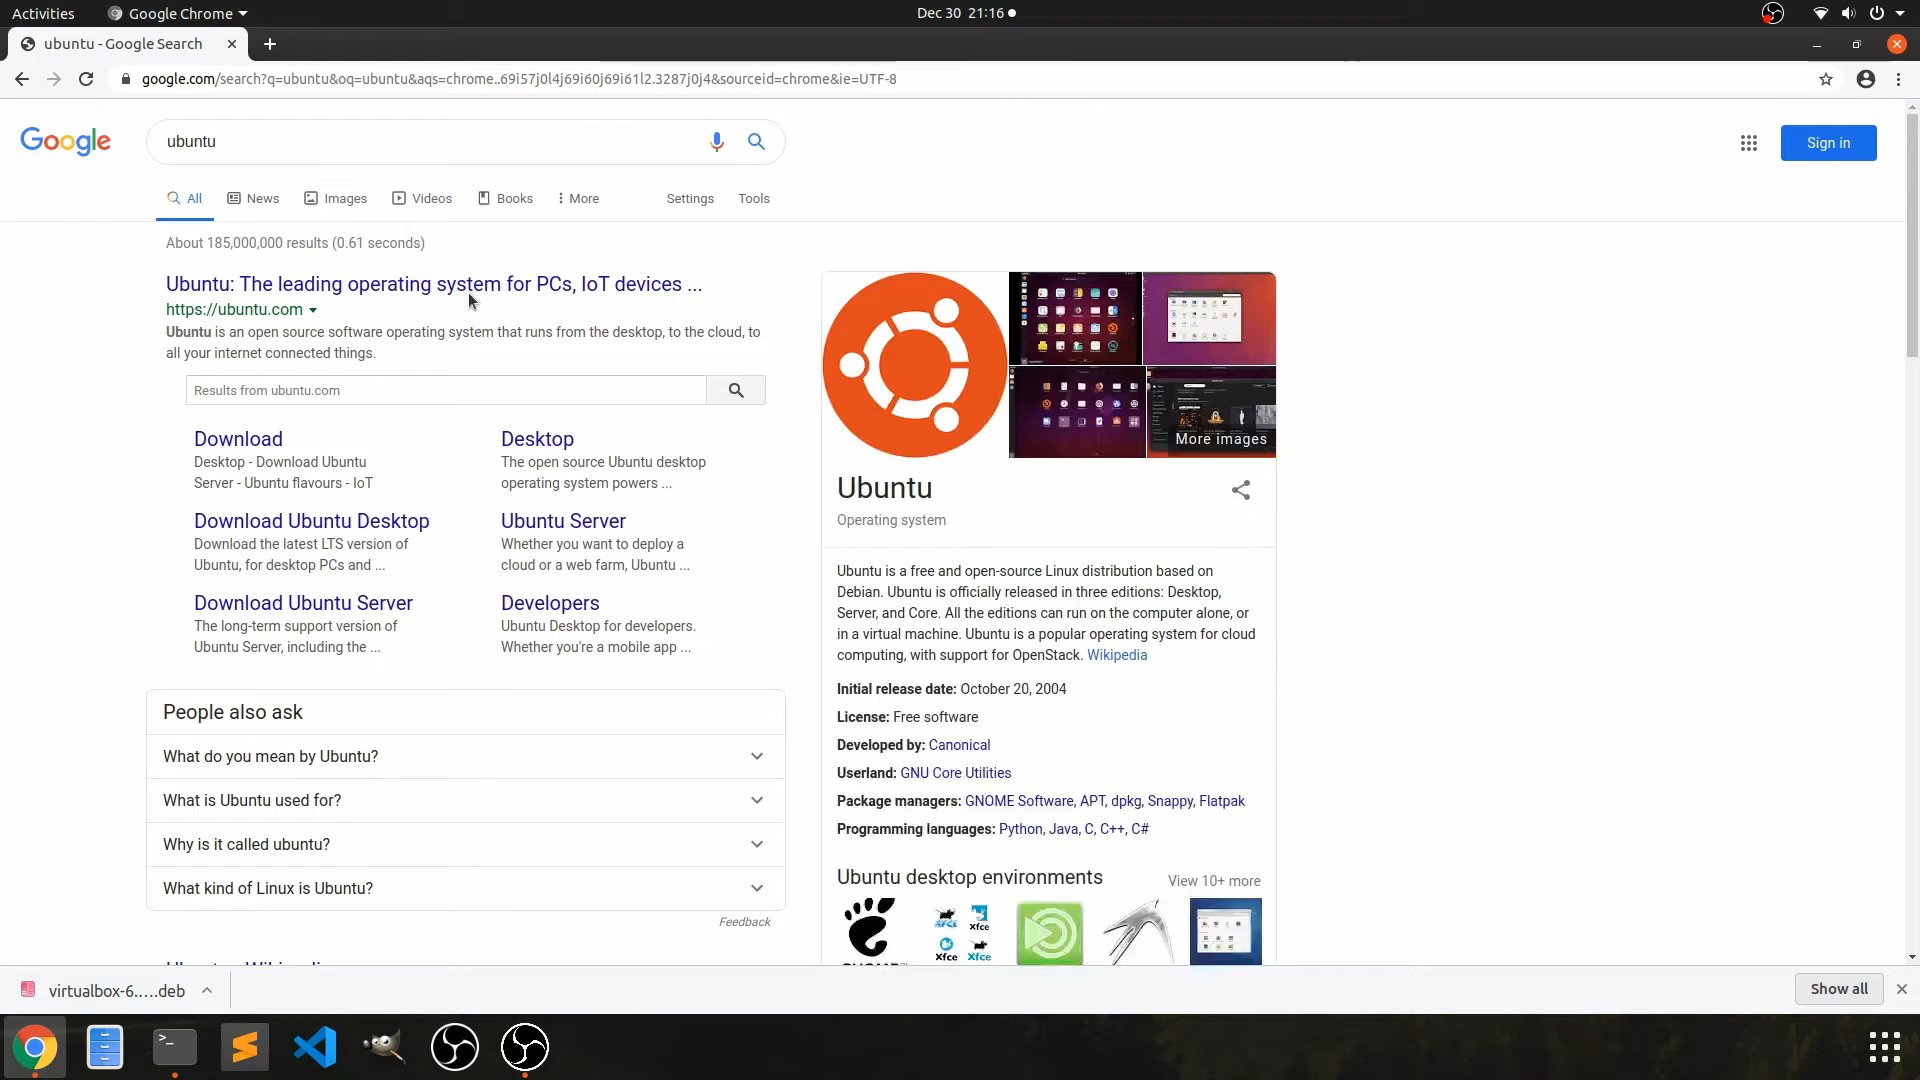 Activities
Google Chrome
Dec 30 21:16
ubuntu - Google Search
google.com/search?q=ubuntu&oq=ubuntu&aqs=chrome..69i57j0l4j69i60j69i61l2.3287j0j4&sourceid=chrome&ie=UTF-8
Google
ubuntu
Sign in
All
News
Images
Videos
Books
More
Settings
Tools
About 185,000,000 results (0.61 seconds)
Ubuntu: The leading operating system for PCs, IoT devices ...
https://ubuntu.com
Ubuntu is an open source software operating system that runs from the desktop, to the cloud, to
all your internet connected things.
Results from ubuntu.com
Download
Desktop - Download Ubuntu
Server - Ubuntu flavours - IoT
Desktop
The open source Ubuntu desktop
operating system powers ...
Download Ubuntu Desktop
Download the latest LTS version of
Ubuntu, for desktop PCs and ...
Ubuntu Server
Whether you want to deploy a
cloud or a web farm, Ubuntu ...
Download Ubuntu Server
The long-term support version of
Ubuntu Server, including the ...
Developers
Ubuntu Desktop for developers.
Whether you're a mobile app ...
People also ask
What do you mean by Ubuntu?
What is Ubuntu used for?
Why is it called ubuntu?
What kind of Linux is Ubuntu?
Feedback
More images
Ubuntu
Operating system
Ubuntu is a free and open-source Linux distribution based on
Debian. Ubuntu is officially released in three editions: Desktop,
Server, and Core. All the editions can run on the computer alone, or
in a virtual machine. Ubuntu is a popular operating system for cloud
computing, with support for OpenStack. Wikipedia
Initial release date: October 20, 2004
License: Free software
Developed by: Canonical
Userland: GNU Core Utilities
Package managers: GNOME Software, APT, dpkg, Snappy, Flatpak
Programming languages: Python, Java, C, C++, C#
Ubuntu desktop environments
View 10+ more
Xfce
Xfce
Xfce
Xfce
virtualbox-6.....deb
Show all